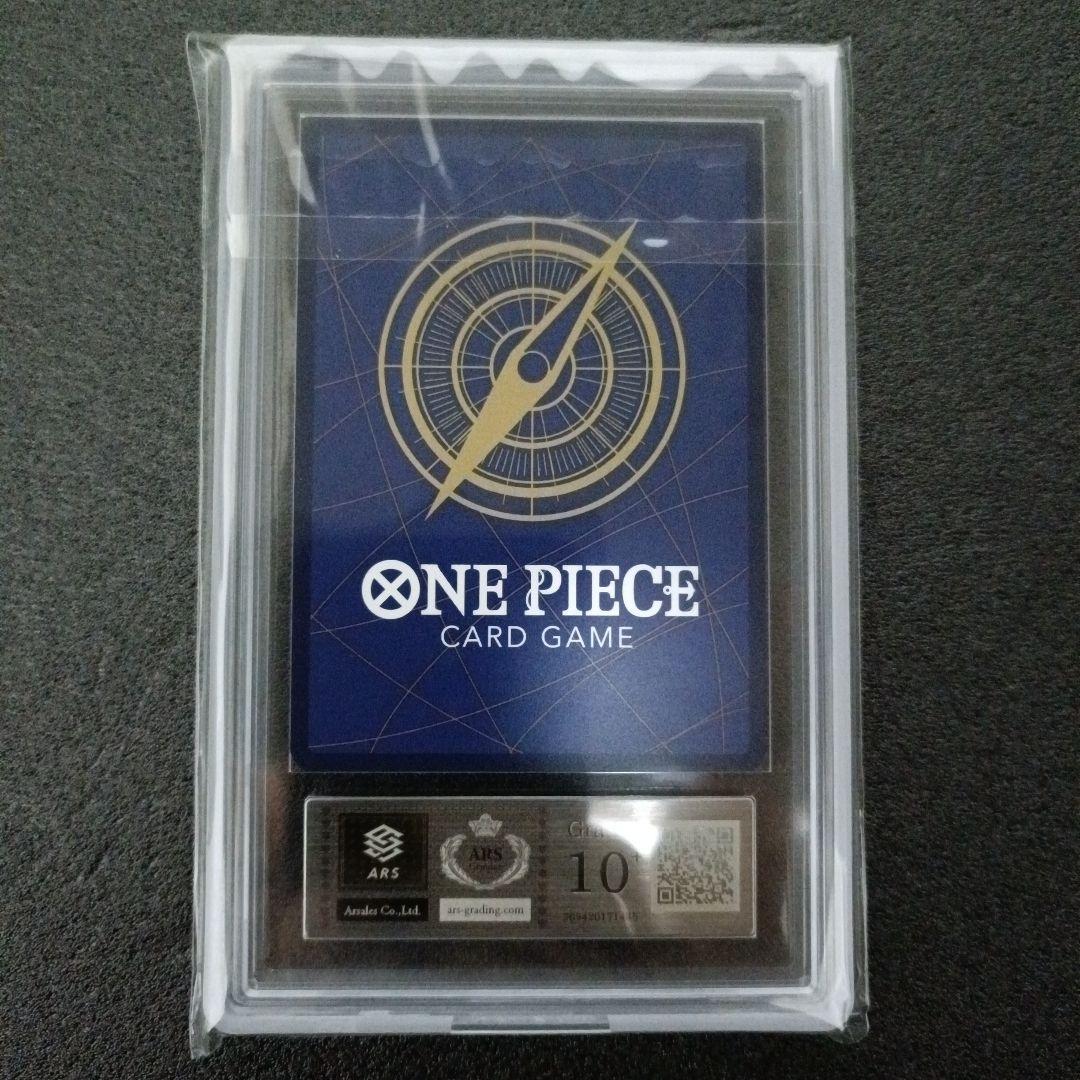 ONE PIECE
CARD GAME
ARS
Arsales Co.,Ltd.
ARS
ars-grading.com
10+